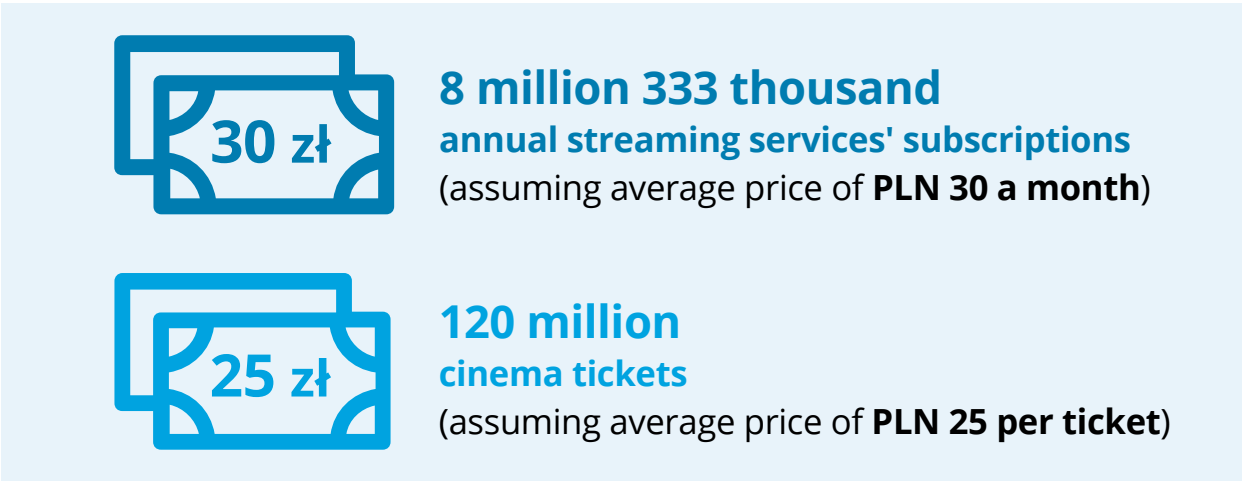 30 zł
8 million 333 thousand
annual streaming services' subscriptions
(assuming average price of PLN 30 a month)
25 zł
120 million
cinema tickets
(assuming average price of PLN 25 per ticket)